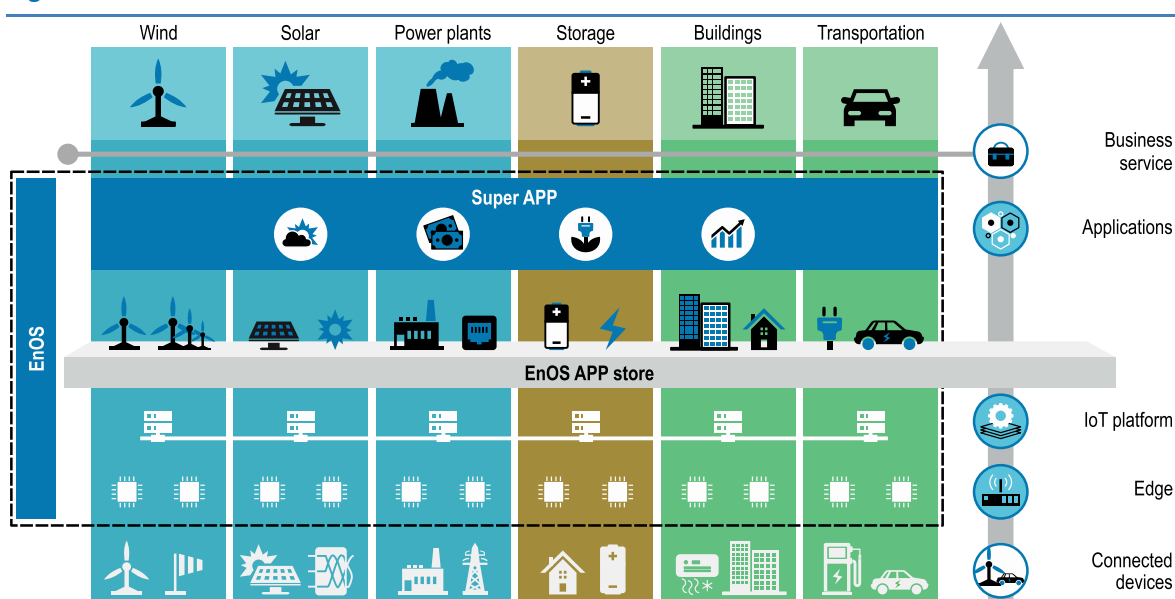 Wind
Solar
Power plants
Storage
Buildings
Transportation
Business
service
Super APP
Applications
EnOS
EnOS APP store
IoT platform
Edge
Connected
devices